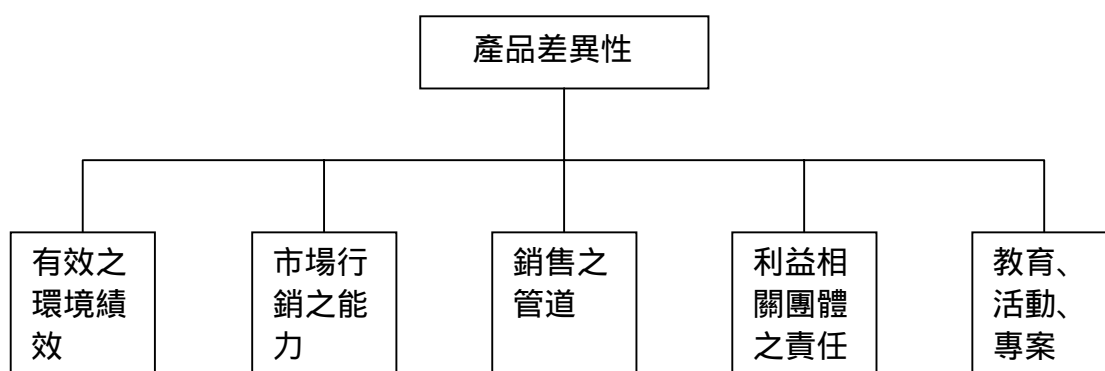 產品差異性
有效之
環境績
效
市場行
銷之能
力
銷售之
管道
利益相
關團體
之責任
教育、
活動、
專案